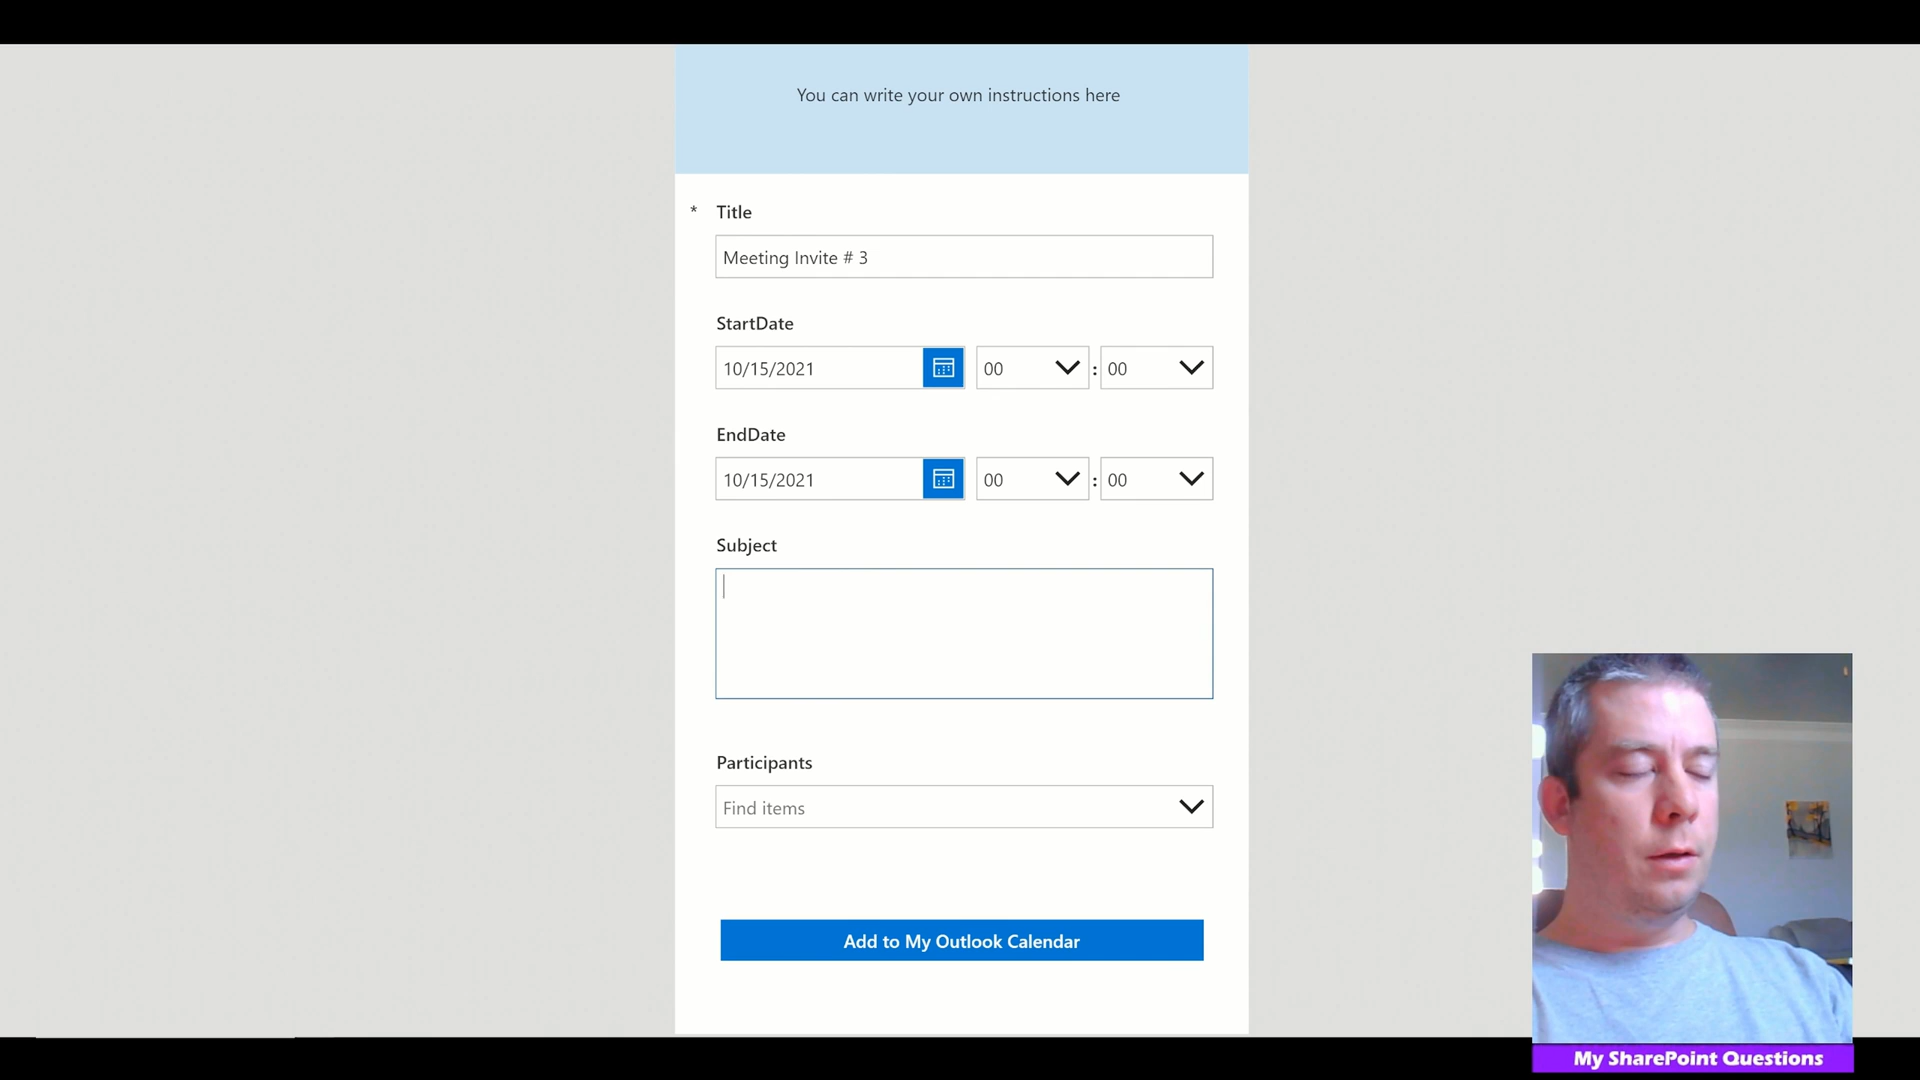 You can write your own instructions here
* Title
Meeting Invite # 3
StartDate
10/15/2021 00 : 00
EndDate
10/15/2021 00 : 00
Subject
Participants
Find items
Add to My Outlook Calendar
My SharePoint Questions